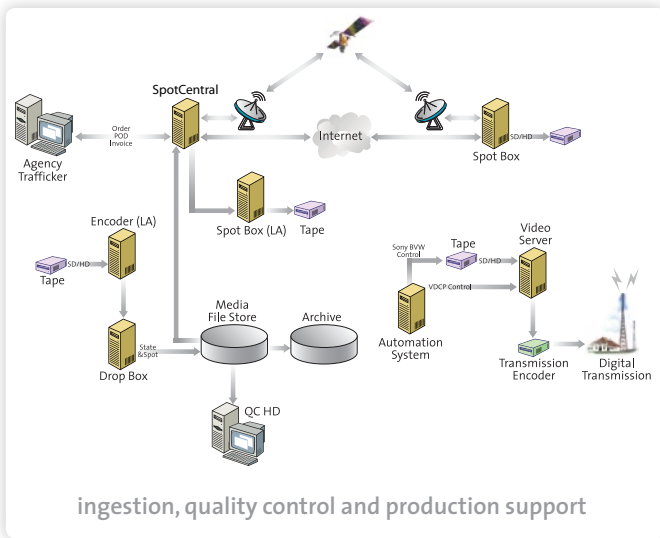 SpotCentral
Order
POD
Invoice
Internet
SD/HD
Agency
Trafficker
Spot Box
Encoder (LA)
Spot Box (LA)
Tape
SD/HD
Tape
Video
Server
Sony BVW
Control
Tape
SD/HD
VDCP Control
Media
File Store
Archive
Automation
System
State
&Spot
Drop Box
Transmission
Encoder
Digital
Transmission
QC HD
ingestion, quality control and production support